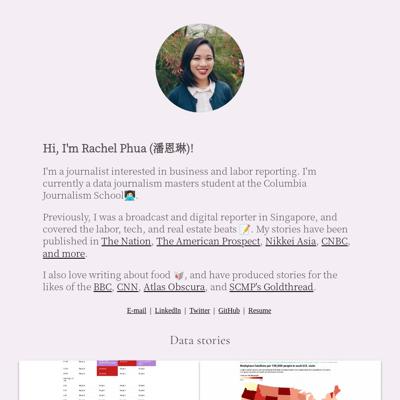 Hi, I'm Rachel Phua (潘恩琳)!
I'm a journalist interested in business and labor reporting. I'm
currently a data journalism masters student at the Columbia
Journalism School👩🏻‍💻.
Previously, I was a broadcast and digital reporter in Singapore, and
covered the labor, tech, and real estate beats 📝. My stories have been
published in The Nation, The American Prospect, Nikkei Asia, CNBC,
and more.
I also love writing about food 🥡, and have produced stories for the
likes of the BBC, CNN, Atlas Obscura, and SCMP's Goldthread.
E-mail | LinkedIn | Twitter | GitHub | Resume
Data stories